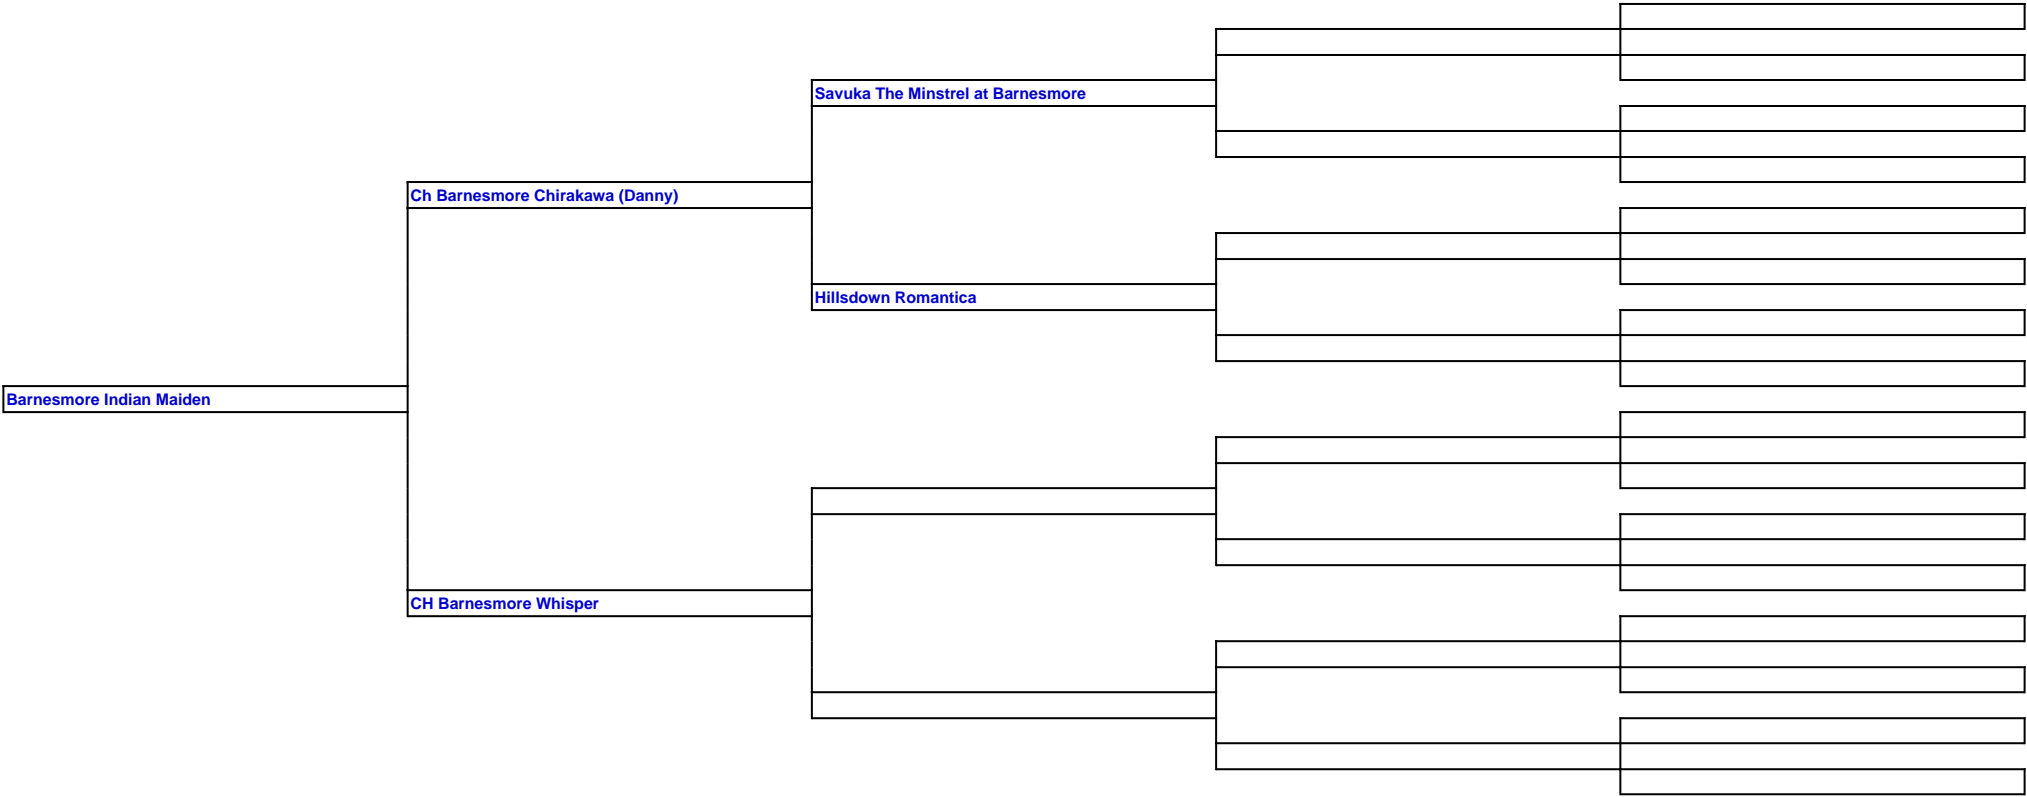 Savuka The Minstrel at Barnesmore
Ch Barnesmore Chirakawa (Danny)
Hillsdown Romantica
Barnesmore Indian Maiden
CH Barnesmore Whisper